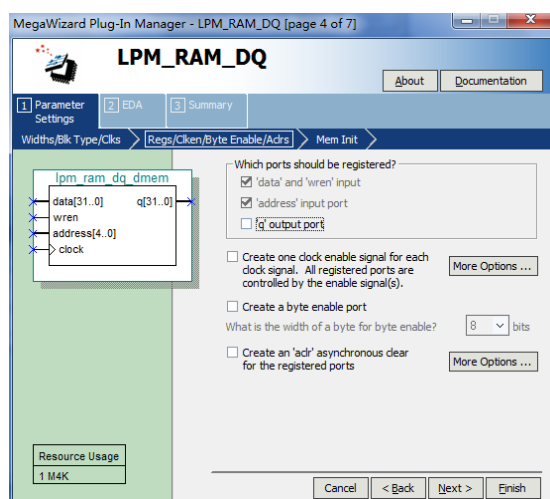 MegaWizard Plug-In Manager - LPM_RAM_DQ [page 4 of 7]
LPM_RAM_DQ
About
Documentation
1 Parameter Settings
2 EDA
3 Summary
Widths/Blk Type/Clks
Regs/Clken/Byte Enable/Aclrs
Mem Init
lpm_ram_dq_dmem
data[31..0] q[31..0]
wren
address[4..0]
clock
Which ports should be registered?
'data' and 'wren' input
'address' input port
'q' output port
Create one clock enable signal for each
clock signal. All registered ports are
controlled by the enable signal(s).
More Options ...
Create a byte enable port
What is the width of a byte for byte enable? 8 bits
Create an 'aclr' asynchronous clear
for the registered ports
More Options ...
Resource Usage
1 M4K
Cancel
< Back
Next >
Finish